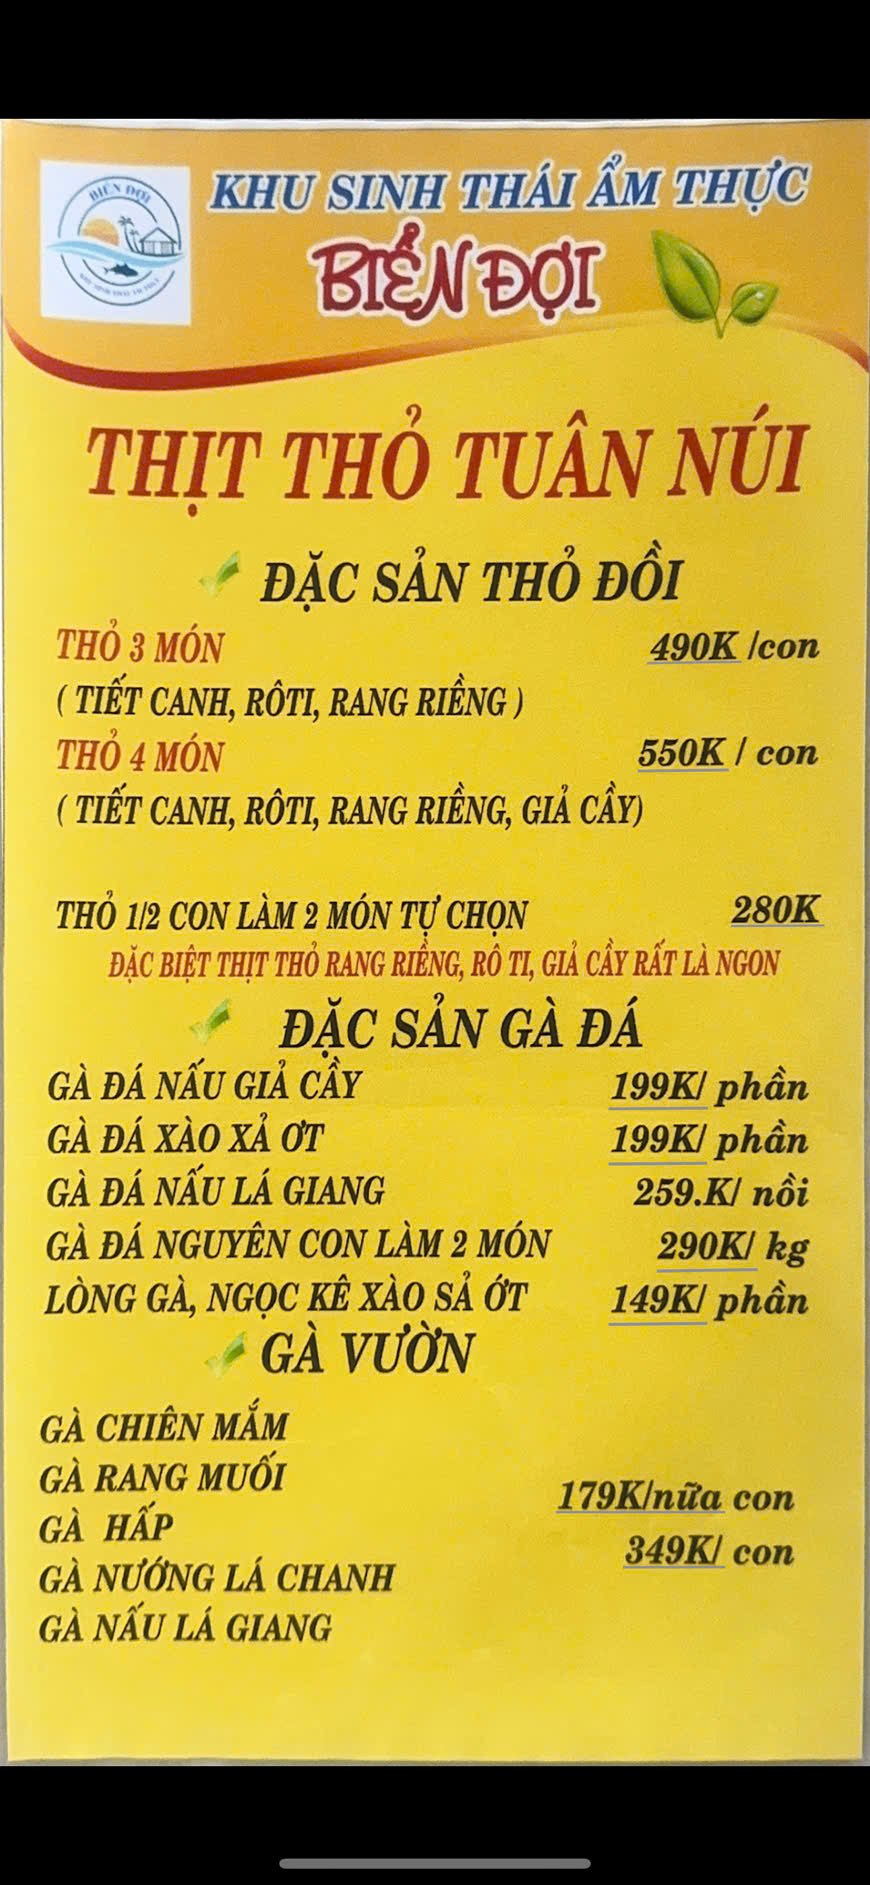 BIỂN ĐỢI
KHU SINH THÁI ẨM THỰC
BIỂN ĐỢI
THỊT THỎ TUÂN NÚI
ĐẶC SẢN THỎ ĐỒI
THỎ 3 MÓN 490K /con
( TIẾT CANH, RÔTI, RANG RIỀNG )
THỎ 4 MÓN 550K / con
( TIẾT CANH, RÔTI, RANG RIỀNG, GIẢ CẦY)
THỎ 1/2 CON LÀM 2 MÓN TỰ CHỌN 280K
ĐẶC BIỆT THỊT THỎ RANG RIỀNG, RÔ TI, GIẢ CẦY RẤT LÀ NGON
ĐẶC SẢN GÀ ĐÁ
GÀ ĐÁ NẤU GIẢ CẦY 199K/ phần
GÀ ĐÁ XÀO XẢ ƠT 199K/ phần
GÀ ĐÁ NẤU LÁ GIANG 259.K/ nồi
GÀ ĐÁ NGUYÊN CON LÀM 2 MÓN 290K/ kg
LÒNG GÀ, NGỌC KÊ XÀO SẢ ỚT 149K/ phần
GÀ VƯỜN
GÀ CHIÊN MẮM
GÀ RANG MUỐI
179K/nữa con
GÀ HẤP
349K/ con
GÀ NƯỚNG LÁ CHANH
GÀ NẤU LÁ GIANG